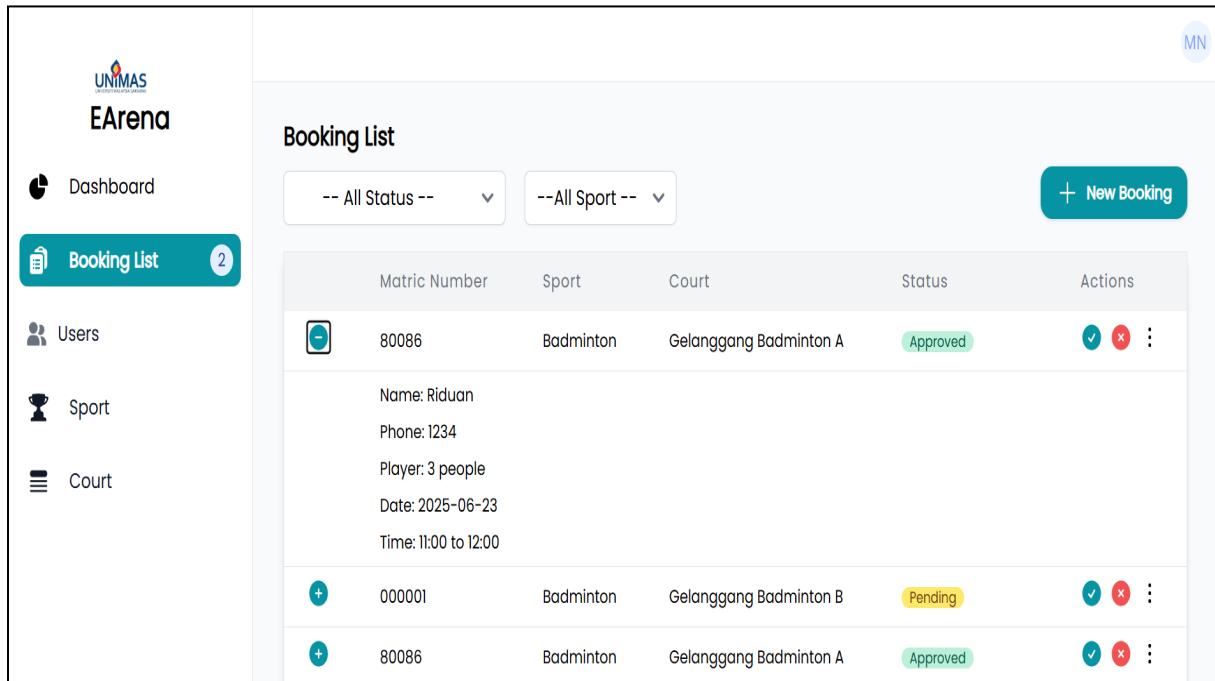 MN
UNIMAS
EArena
Dashboard
Booking List 2
Users
Sport
Court
Booking List
-- All Status --
--All Sport --
+ New Booking
Matric Number Sport Court Status Actions
80086 Badminton Gelanggang Badminton A Approved
Name: Riduan
Phone: 1234
Player: 3 people
Date: 2025-06-23
Time: 11:00 to 12:00
000001 Badminton Gelanggang Badminton B Pending
80086 Badminton Gelanggang Badminton A Approved